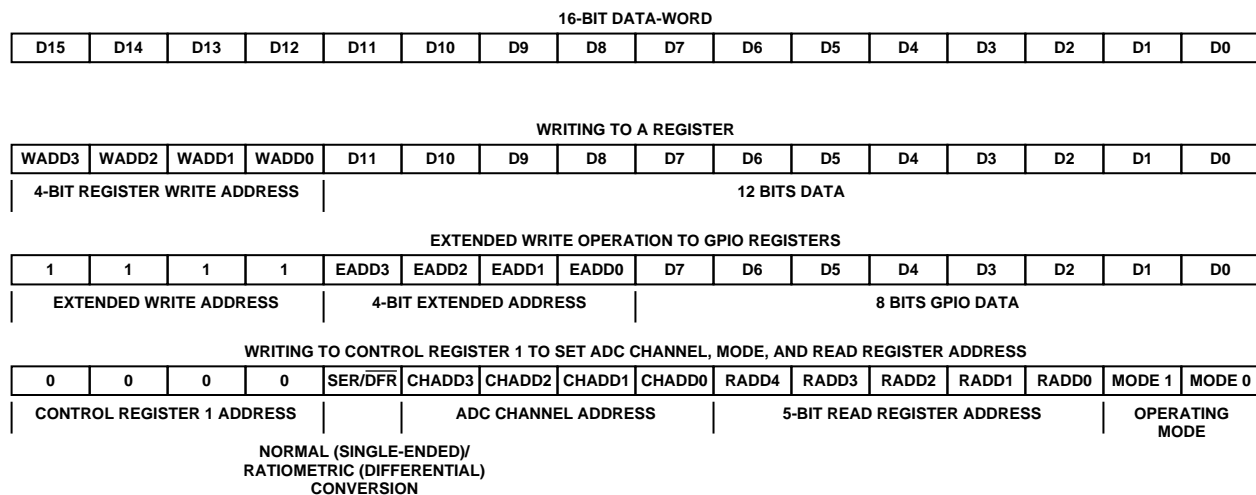 16-BIT DATA-WORD
D15 D14 D13 D12 D11 D10 D9 D8 D7 D6 D5 D4 D3 D2 D1 D0
WRITING TO A REGISTER
WADD3 WADD2 WADD1 WADD0 D11 D10 D9 D8 D7 D6 D5 D4 D3 D2 D1 D0
4-BIT REGISTER WRITE ADDRESS 12 BITS DATA
EXTENDED WRITE OPERATION TO GPIO REGISTERS
1 1 1 1 EADD3 EADD2 EADD1 EADD0 D7 D6 D5 D4 D3 D2 D1 D0
EXTENDED WRITE ADDRESS 4-BIT EXTENDED ADDRESS 8 BITS GPIO DATA
WRITING TO CONTROL REGISTER 1 TO SET ADC CHANNEL, MODE, AND READ REGISTER ADDRESS
0 0 0 0 SER/D̅F̅R̅ CHADD3 CHADD2 CHADD1 CHADD0 RADD4 RADD3 RADD2 RADD1 RADD0 MODE 1 MODE 0
CONTROL REGISTER 1 ADDRESS ADC CHANNEL ADDRESS 5-BIT READ REGISTER ADDRESS OPERATING
MODE
NORMAL (SINGLE-ENDED)/
RATIOMETRIC (DIFFERENTIAL)
CONVERSION